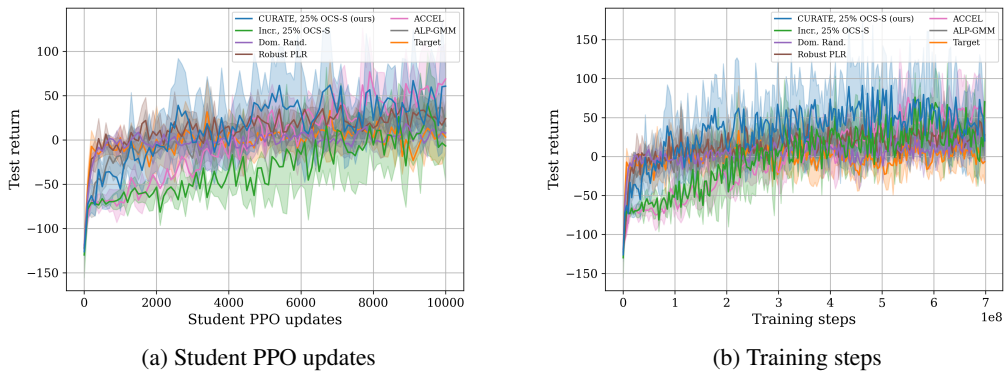 CURATE, 25% OCS-S (ours)
Incr., 25% OCS-S
Dom. Rand.
Robust PLR
ACCEL
ALP-GMM
Target
100
50
0
−50
−100
−150
Test return
0 2000 4000 6000 8000 10000
Student PPO updates
(a) Student PPO updates
CURATE, 25% OCS-S (ours)
Incr., 25% OCS-S
Dom. Rand.
Robust PLR
ACCEL
ALP-GMM
Target
150
100
50
0
−50
−100
−150
Test return
0 1 2 3 4 5 6 7
1e8
Training steps
(b) Training steps